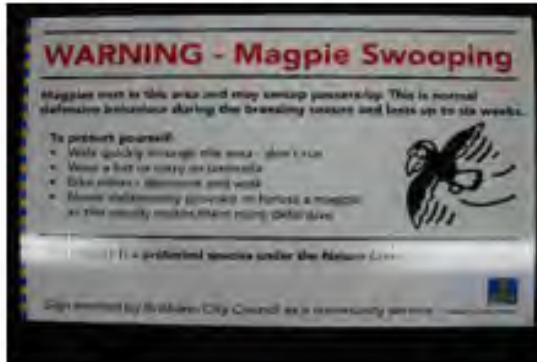 WARNING - Magpie Swooping
Magpies nest in this area and may swoop passers-by. This is normal
defensive behaviour during the breeding season and lasts up to six weeks.
To protect yourself:
• Walk quickly through the area - don't run
• Wear a hat or carry an umbrella
• Bike riders - dismount and walk
• Never deliberately provoke or harass a magpie
as this usually makes them more defensive
is a protected species under the Nature
Sign erected by Brisbane City Council as a community service